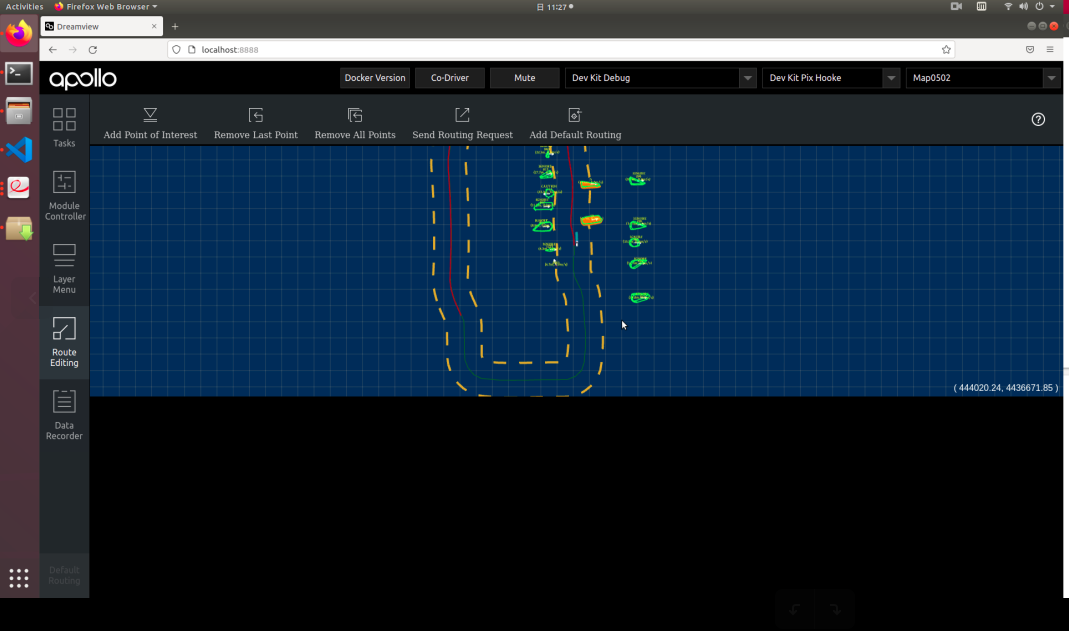 Activities Firefox Web Browser 日 11:27
Dreamview
localhost:8888
apollo Docker Version Co-Driver Mute Dev Kit Debug Dev Kit Pix Hooke Map0502
Add Point of Interest Remove Last Point Remove All Points Send Routing Request Add Default Routing
Tasks
Module
Controller
Layer
Menu
Route
Editing
Data
Recorder
Default
Routing
( 444020.24, 4436671.85 )